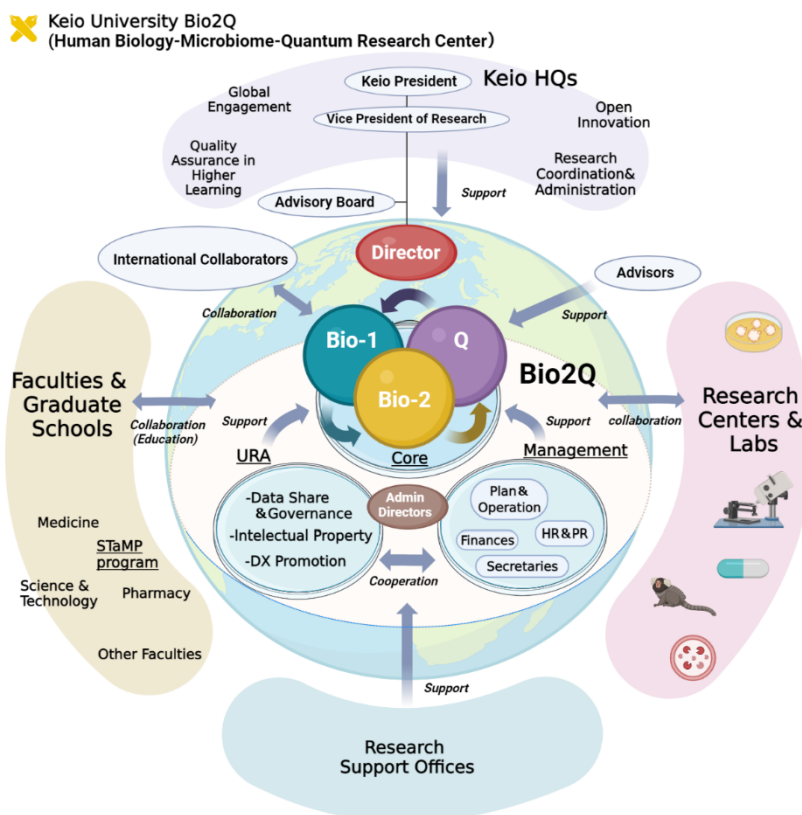 Keio University Bio2Q
(Human Biology-Microbiome-Quantum Research Center)
Keio President
Keio HQs
Global
Engagement
Vice President of Research
Open
Innovation
Quality
Assurance in
Higher
Learning
Research
Coordination&
Administration
Support
Advisory Board
Director
International Collaborators
Advisors
Collaboration
Support
Bio-1
Q
Bio-2
Bio2Q
Faculties &
Graduate
Schools
Collaboration
(Education)
Support
Support
collaboration
Research
Centers &
Labs
URA
Core
Management
-Data Share
&Governance
-Intelectual Property
-DX Promotion
Admin
Directors
Plan&
Operation
Finances
HR&PR
Secretaries
Cooperation
Medicine
STaMP
program
Science &
Technology
Pharmacy
Other Faculties
Support
Research
Support Offices